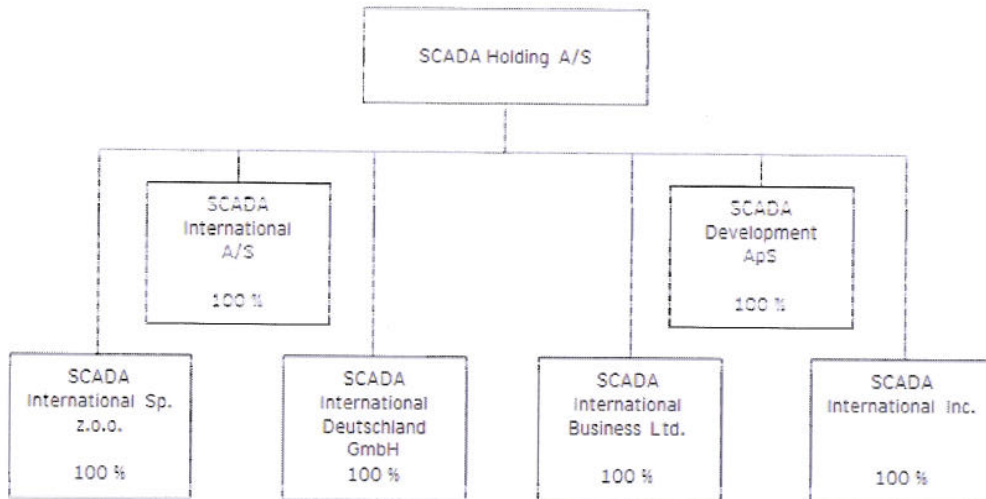 SCADA Holding A/S
SCADA
International
A/S
100 %
SCADA
Development
ApS
100 %
SCADA
International Sp.
z.o.o.
100 %
SCADA
International
Deutschland
GmbH
100 %
SCADA
International
Business Ltd.
100 %
SCADA
International Inc.
100 %